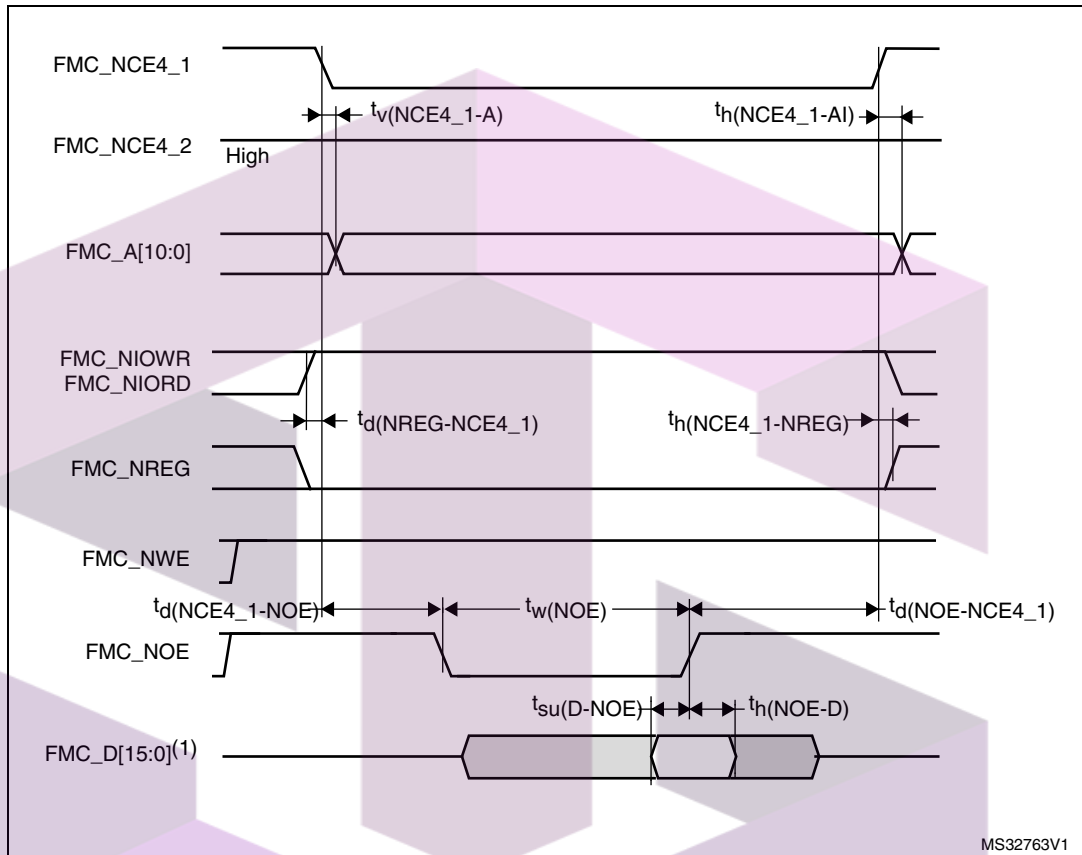 FMC_NCE4_1
tv(NCE4_1-A)
th(NCE4_1-AI)
FMC_NCE4_2
High
FMC_A[10:0]
FMC_NIOWR
FMC_NIORD
td(NREG-NCE4_1)
th(NCE4_1-NREG)
FMC_NREG
FMC_NWE
td(NCE4_1-NOE)
tw(NOE)
td(NOE-NCE4_1)
FMC_NOE
tsu(D-NOE)
th(NOE-D)
FMC_D[15:0](1)
MS32763V1